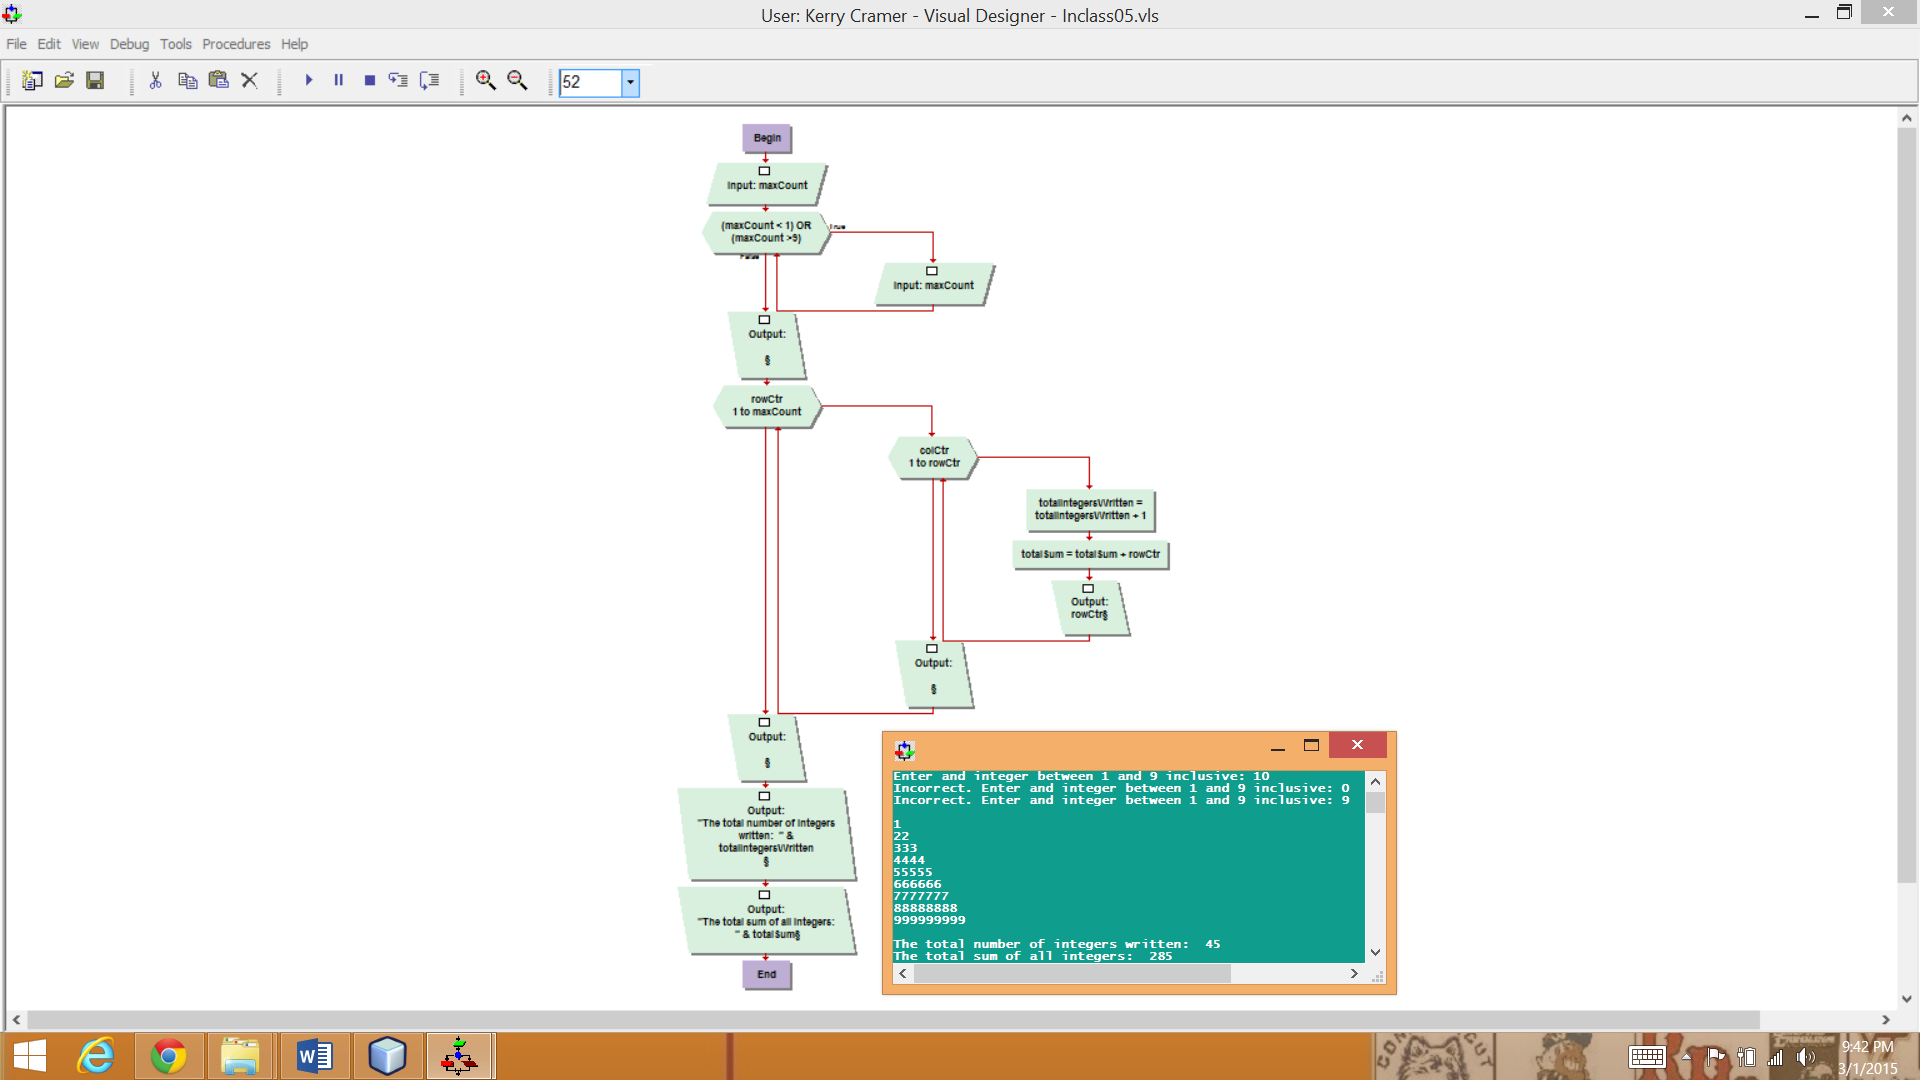 User: Kerry Cramer - Visual Designer - Inclass05.vls
File Edit View Debug Tools Procedures Help
52
Begin
Input: maxCount
(maxCount < 1) OR
(maxCount >9)
True
False
Input: maxCount
Output:
§
rowCtr
1 to maxCount
colCtr
1 to rowCtr
totalIntegersWritten =
totalIntegersWritten + 1
totalSum = totalSum + rowCtr
Output:
rowCtr§
Output:
§
Output:
§
Output:
"The total number of integers
written:  " &
totalIntegersWritten
§
Output:
"The total sum of all integers:
" & totalSum§
End
Enter and integer between 1 and 9 inclusive: 10
Incorrect. Enter and integer between 1 and 9 inclusive: 0
Incorrect. Enter and integer between 1 and 9 inclusive: 9
1
22
333
4444
55555
666666
7777777
88888888
999999999
The total number of integers written:  45
The total sum of all integers:  285
9:42 PM
3/1/2015